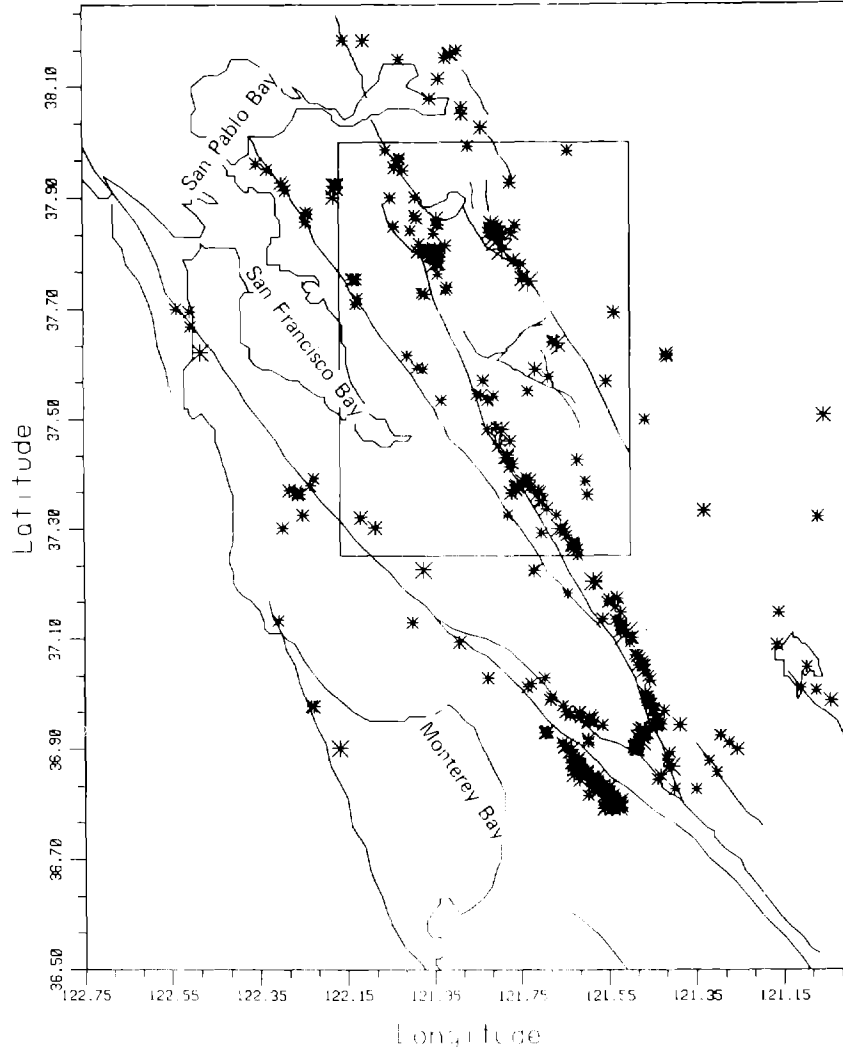 San Pablo Bay
San Francisco Bay
Monterey Bay
Latitude
38.10
37.90
37.70
37.50
37.30
37.10
36.90
36.70
36.50
122.75 122.55 122.35 122.15 121.95 121.75 121.55 121.35 121.15
Longitude